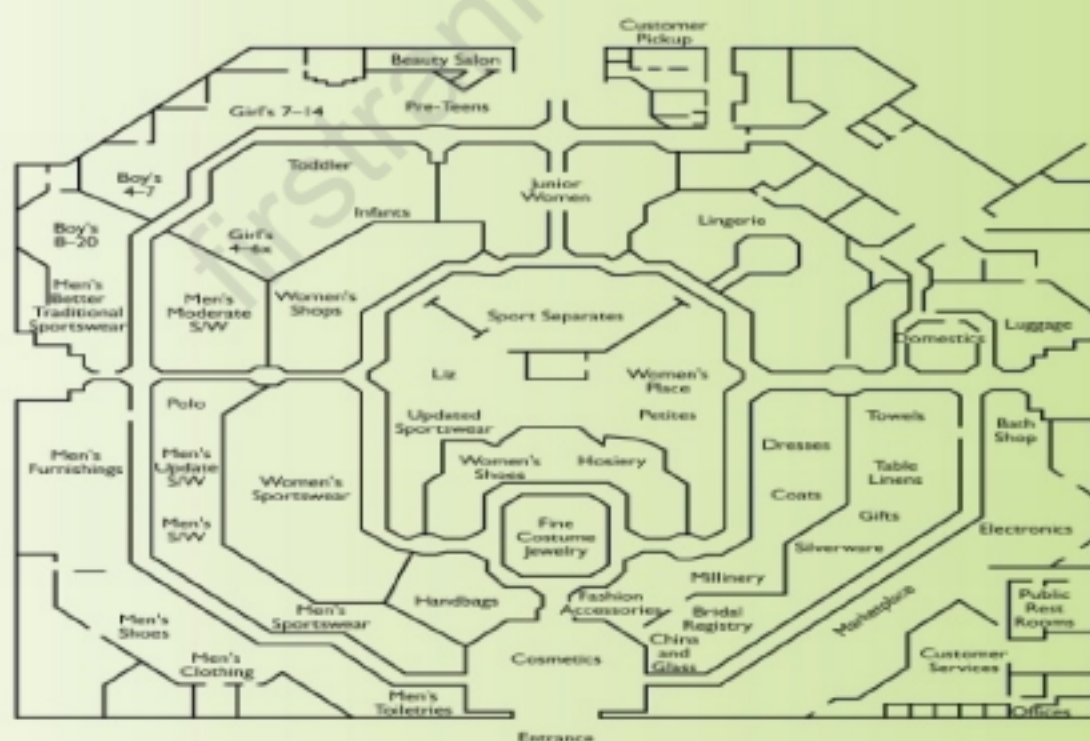 Customer
Pickup
Beauty Salon
Girl's 7–14
Pre-Teens
Toddler
Boy's
4–7
Junior
Women
Infants
Lingerie
Boy's
8–20
Girl's
4–6x
Men's
Better
Traditional
Sportswear
Men's
Moderate
S/W
Women's
Shops
Sport Separates
Luggage
Domestics
Liz
Women's
Place
Polo
Updated
Sportswear
Petites
Towels
Bath
Shop
Men's
Furnishings
Men's
Update
S/W
Women's
Shoes
Hosiery
Dresses
Table
Linens
Women's
Sportswear
Coats
Men's
S/W
Fine
Costume
Jewelry
Gifts
Electronics
Silverware
Millinery
Handbags
Fashion
Accessories
Marketplace
Public
Rest
Rooms
Men's
Sportswear
Bridal
Registry
Men's
Shoes
China
and
Glass
Customer
Services
Men's
Clothing
Cosmetics
Men's
Toiletries
Offices
Entrance